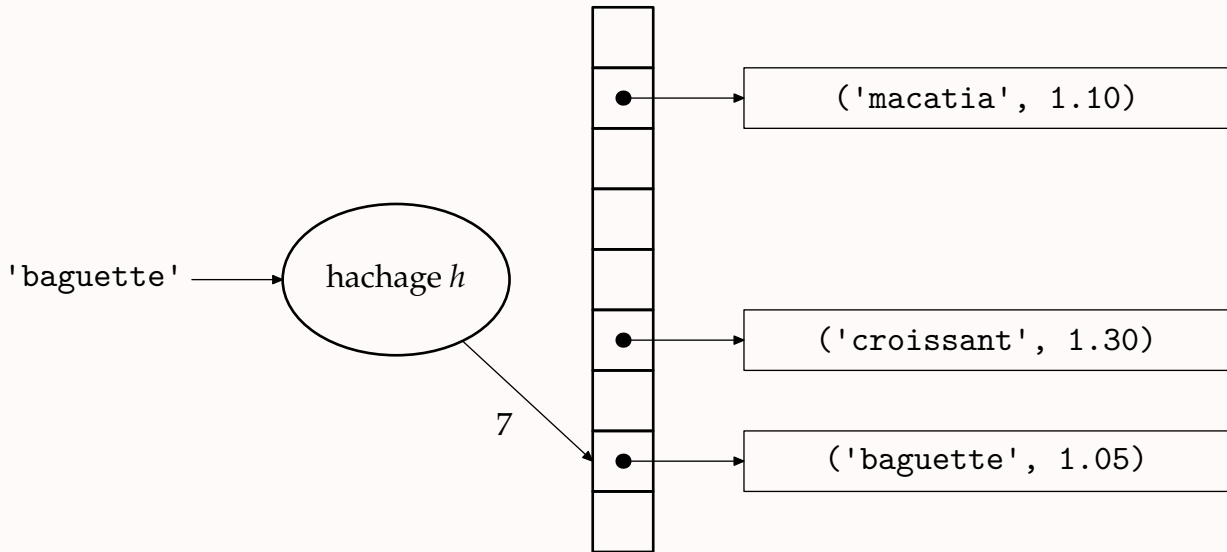 ('macatia', 1.10)
'baguette'
hachage h
('croissant', 1.30)
7
('baguette', 1.05)